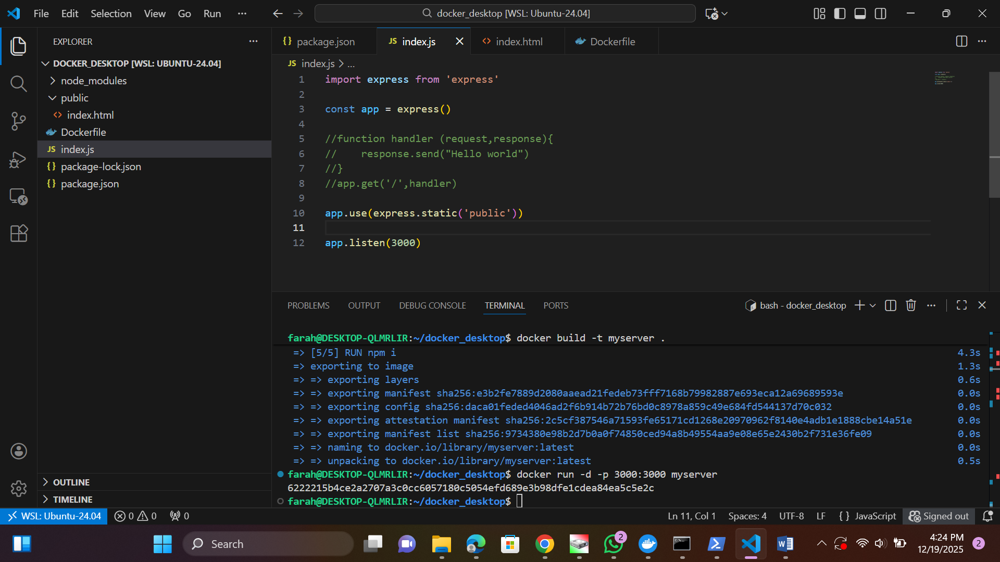 File Edit Selection View Go Run ··· docker_desktop [WSL: Ubuntu-24.04]
EXPLORER
DOCKER_DESKTOP [WSL: UBUNTU-24.04]
node_modules
public
<> index.html
Dockerfile
JS index.js
{} package-lock.json
{} package.json
OUTLINE
TIMELINE
{} package.json
JS index.js
<> index.html
Dockerfile
JS index.js > ...
1 import express from 'express'
2
3 const app = express()
4
5 //function handler (request,response){
6 //    response.send("Hello world")
7 //}
8 //app.get('/',handler)
9
10 app.use(express.static('public'))
11
12 app.listen(3000)
PROBLEMS OUTPUT DEBUG CONSOLE TERMINAL PORTS bash - docker_desktop
farah@DESKTOP-QLMRLIR:~/docker_desktop$ docker build -t myserver .
=> [5/5] RUN npm i 4.3s
=> exporting to image 1.3s
=> => exporting layers 0.6s
=> => exporting manifest sha256:e3b2fe7889d2080aaead21fedeb73fff7168b79982887e693eca12a69689593e 0.0s
=> => exporting config sha256:daca01feded4046ad2f6b914b72b76bd0c8978a859c49e684fd544137d70c032 0.0s
=> => exporting attestation manifest sha256:2c5cf387546a71593fe65171cd1268e20970962f8140e4adb1e1888cbe14a51e 0.0s
=> => exporting manifest list sha256:9734380e98b2d7b0a0f74850ced94a8b49554aa9e08e65e2430b2f731e36fe09 0.0s
=> => naming to docker.io/library/myserver:latest 0.0s
=> => unpacking to docker.io/library/myserver:latest 0.5s
farah@DESKTOP-QLMRLIR:~/docker_desktop$ docker run -d -p 3000:3000 myserver
6222215b4ce2a2707a3c0cc6057180c5054efd689e3b98dfe1cdea84ea5c5e2c
farah@DESKTOP-QLMRLIR:~/docker_desktop$
WSL: Ubuntu-24.04 0 0 0 Ln 11, Col 1 Spaces: 4 UTF-8 LF {} JavaScript Signed out
Search 2 4:24 PM
12/19/2025 2